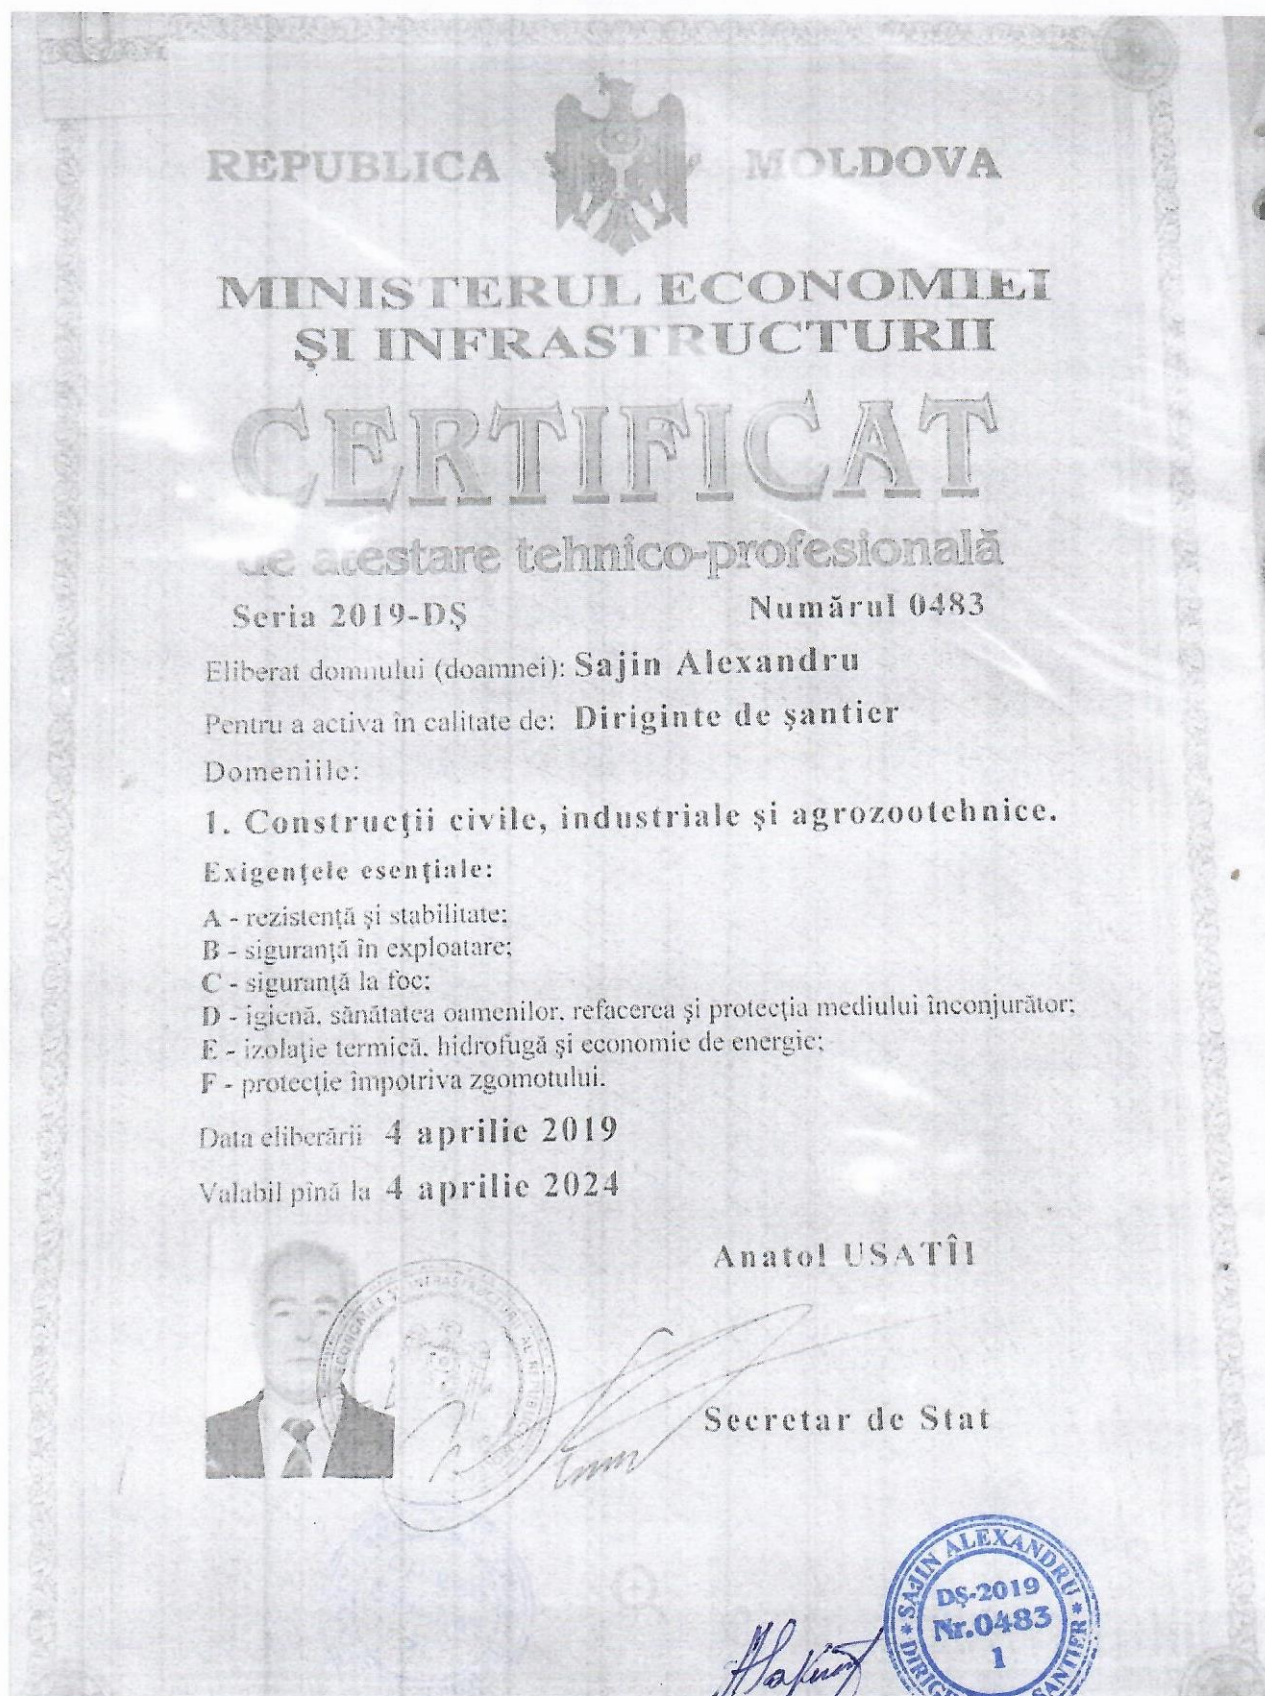 REPUBLICA MOLDOVA
MINISTERUL ECONOMIEI
ŞI INFRASTRUCTURII
CERTIFICAT
de atestare tehnico-profesională
Seria 2019-DŞ Numărul 0483
Eliberat domnului (doamnei): Sajin Alexandru
Pentru a activa în calitate de: Diriginte de şantier
Domeniile:
1. Construcţii civile, industriale şi agrozootehnice.
Exigenţele esenţiale:
A - rezistenţă şi stabilitate;
B - siguranţă în exploatare;
C - siguranţă la foc;
D - igienă, sănătatea oamenilor, refacerea şi protecţia mediului înconjurător;
E - izolaţie termică, hidrofugă şi economie de energie;
F - protecţie împotriva zgomotului.
Data eliberării 4 aprilie 2019
Valabil pînă la 4 aprilie 2024
Anatol USATÎI
Secretar de Stat
SAJIN ALEXANDRU
DŞ-2019
Nr.0483
1